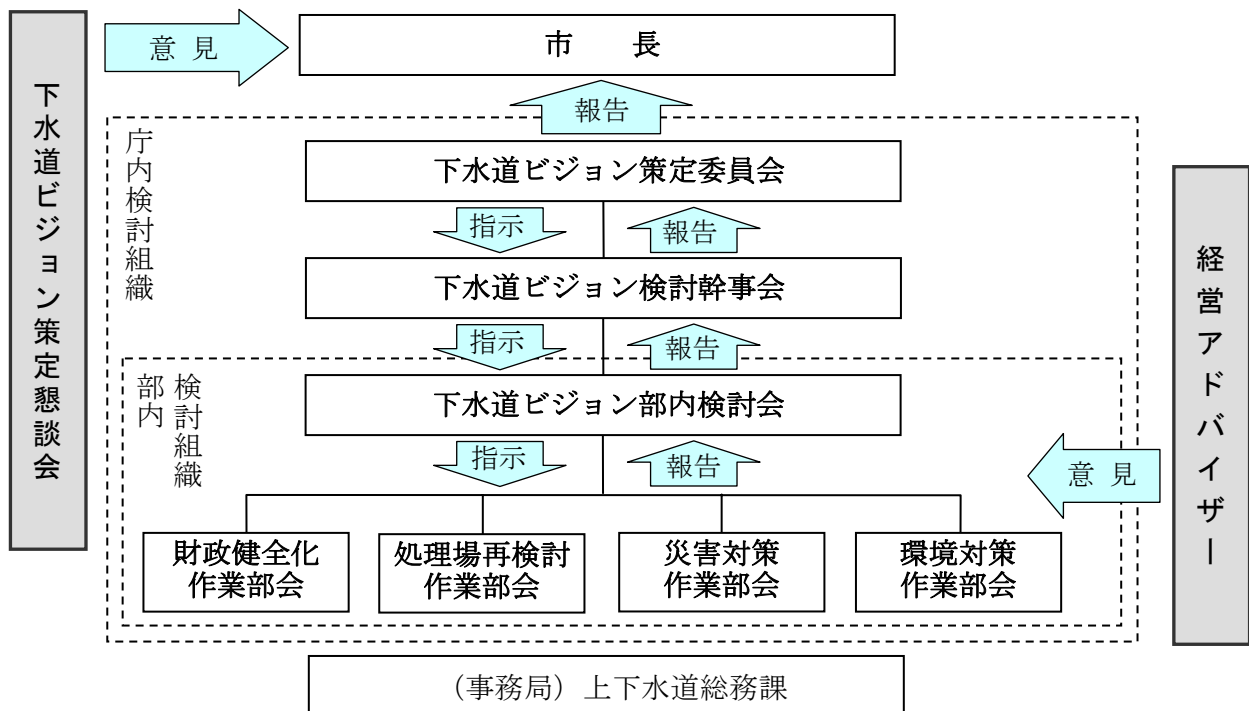 下水道ビジョン策定懇談会
意 見
市　　長
報告
庁内検討組織
下水道ビジョン策定委員会
指示
報告
下水道ビジョン検討幹事会
指示
報告
部内
検討組織
下水道ビジョン部内検討会
指示
報告
財政健全化
作業部会
処理場再検討
作業部会
災害対策
作業部会
環境対策
作業部会
意 見
経営アドバイザー
（事務局）上下水道総務課